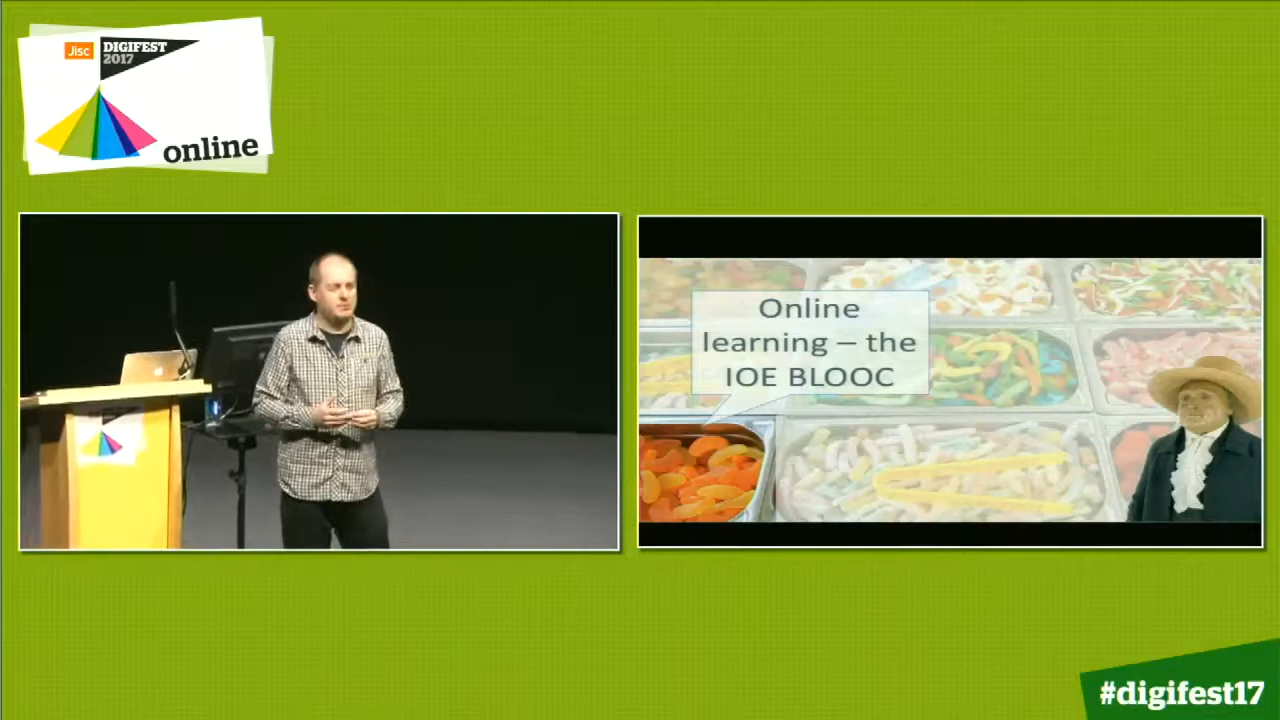 Jisc
DIGIFEST
2017
online
Online
learning – the
IOE BLOOC
#digifest17